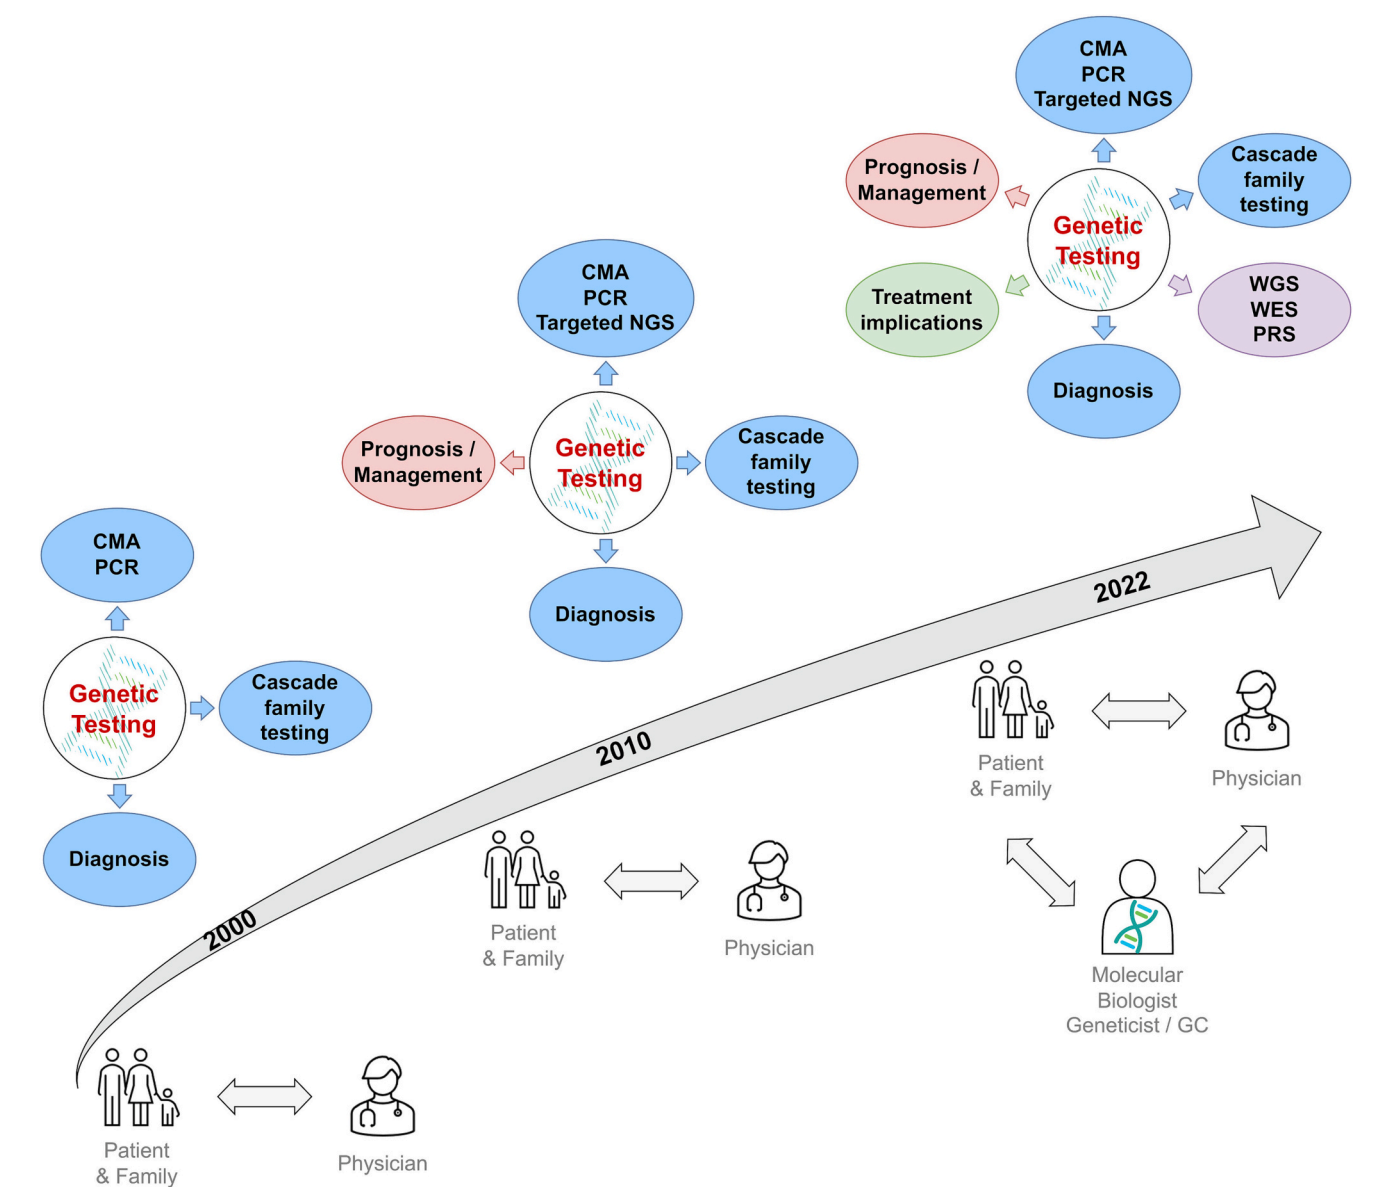 CMA
PCR
Targeted NGS
Prognosis /
Management
Cascade
family
testing
Genetic
Testing
Treatment
implications
WGS
WES
PRS
Diagnosis
CMA
PCR
Targeted NGS
Prognosis /
Management
Genetic
Testing
Cascade
family
testing
Diagnosis
CMA
PCR
Genetic
Testing
Cascade
family
testing
Diagnosis
2000
2010
2022
Patient
& Family
Physician
Patient
& Family
Physician
Patient
& Family
Physician
Molecular
Biologist
Geneticist / GC